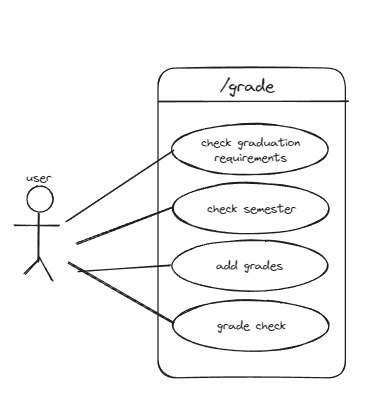 /grade
check graduation
requirements
user
check semester
add grades
grade check